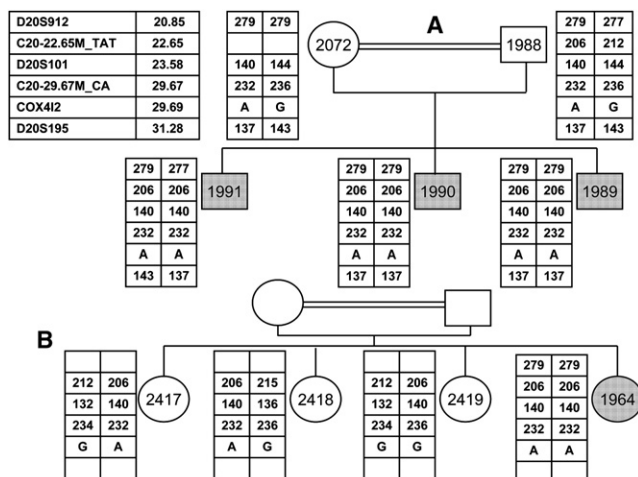 D20S912 20.85
C20-22.65M_TAT 22.65
D20S101 23.58
C20-29.67M_CA 29.67
COX4I2 29.69
D20S195 31.28
279 279
140 144
232 236
A G
137 143
2072
A
1988
279 277
206 212
140 144
232 236
A G
137 143
279 277
206 206
140 140
232 232
A A
143 137
1991
279 279
206 206
140 140
232 232
A A
137 137
1990
279 279
206 206
140 140
232 232
A A
137 137
1989
B
212 206
132 140
234 232
G A
2417
206 215
140 136
232 236
A G
2418
212 206
132 140
234 236
G G
2419
279 279
206 206
140 140
232 232
A A
1964